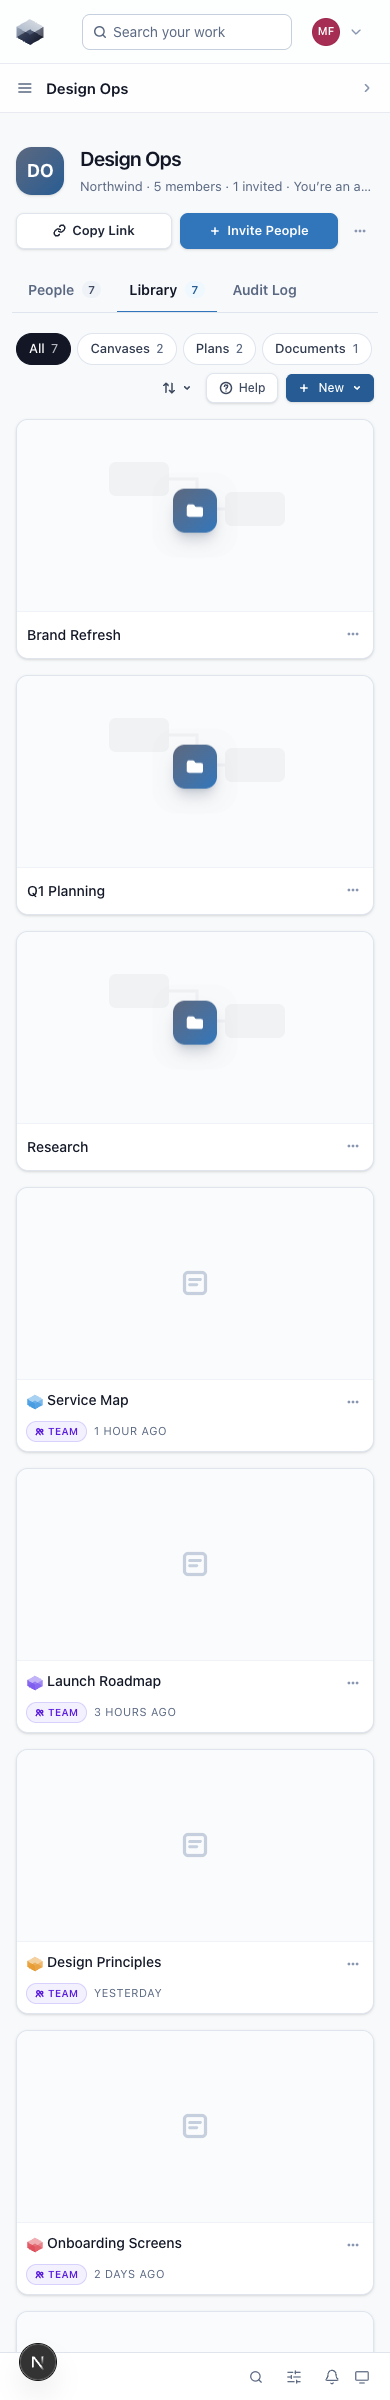 Search your work
MF
Design Ops
DO
Design Ops
Northwind · 5 members · 1 invited · You're an a...
Copy Link
Invite People
People 7
Library 7
Audit Log
All 7
Canvases 2
Plans 2
Documents 1
Help
New
Brand Refresh
Q1 Planning
Research
Service Map
TEAM 1 HOUR AGO
Launch Roadmap
TEAM 3 HOURS AGO
Design Principles
TEAM YESTERDAY
Onboarding Screens
TEAM 2 DAYS AGO
N